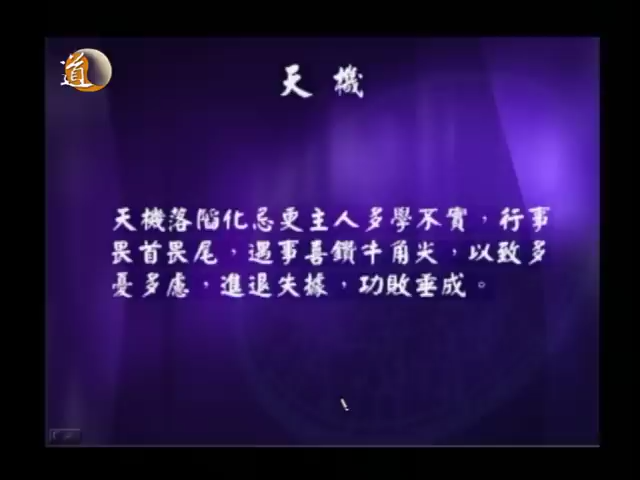 道
天機
天機落陷化忌更主人多學不實，行事
畏首畏尾，遇事喜鑽牛角尖，以致多
憂多慮，進退失據，功敗垂成。